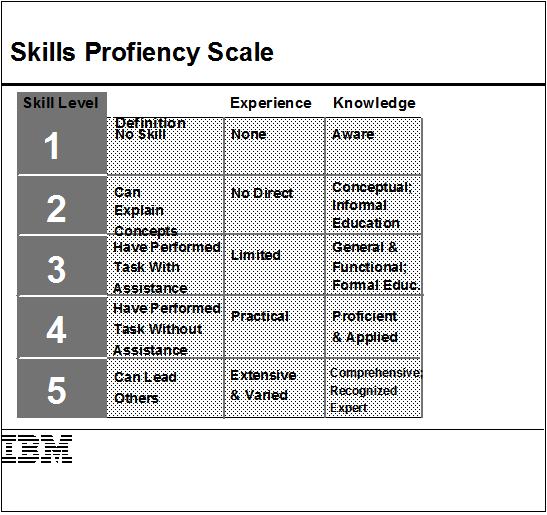 Skills Profiency Scale
Skill Level Definition Experience Knowledge
1 No Skill None Aware
2 Can No Direct Conceptual;
Explain Informal
Concepts Education
3 Have Performed Limited General &
Task With Functional;
Assistance Formal Educ.
4 Have Performed Practical Proficient
Task Without & Applied
Assistance
5 Can Lead Extensive Comprehensive;
Others & Varied Recognized
Expert
IBM